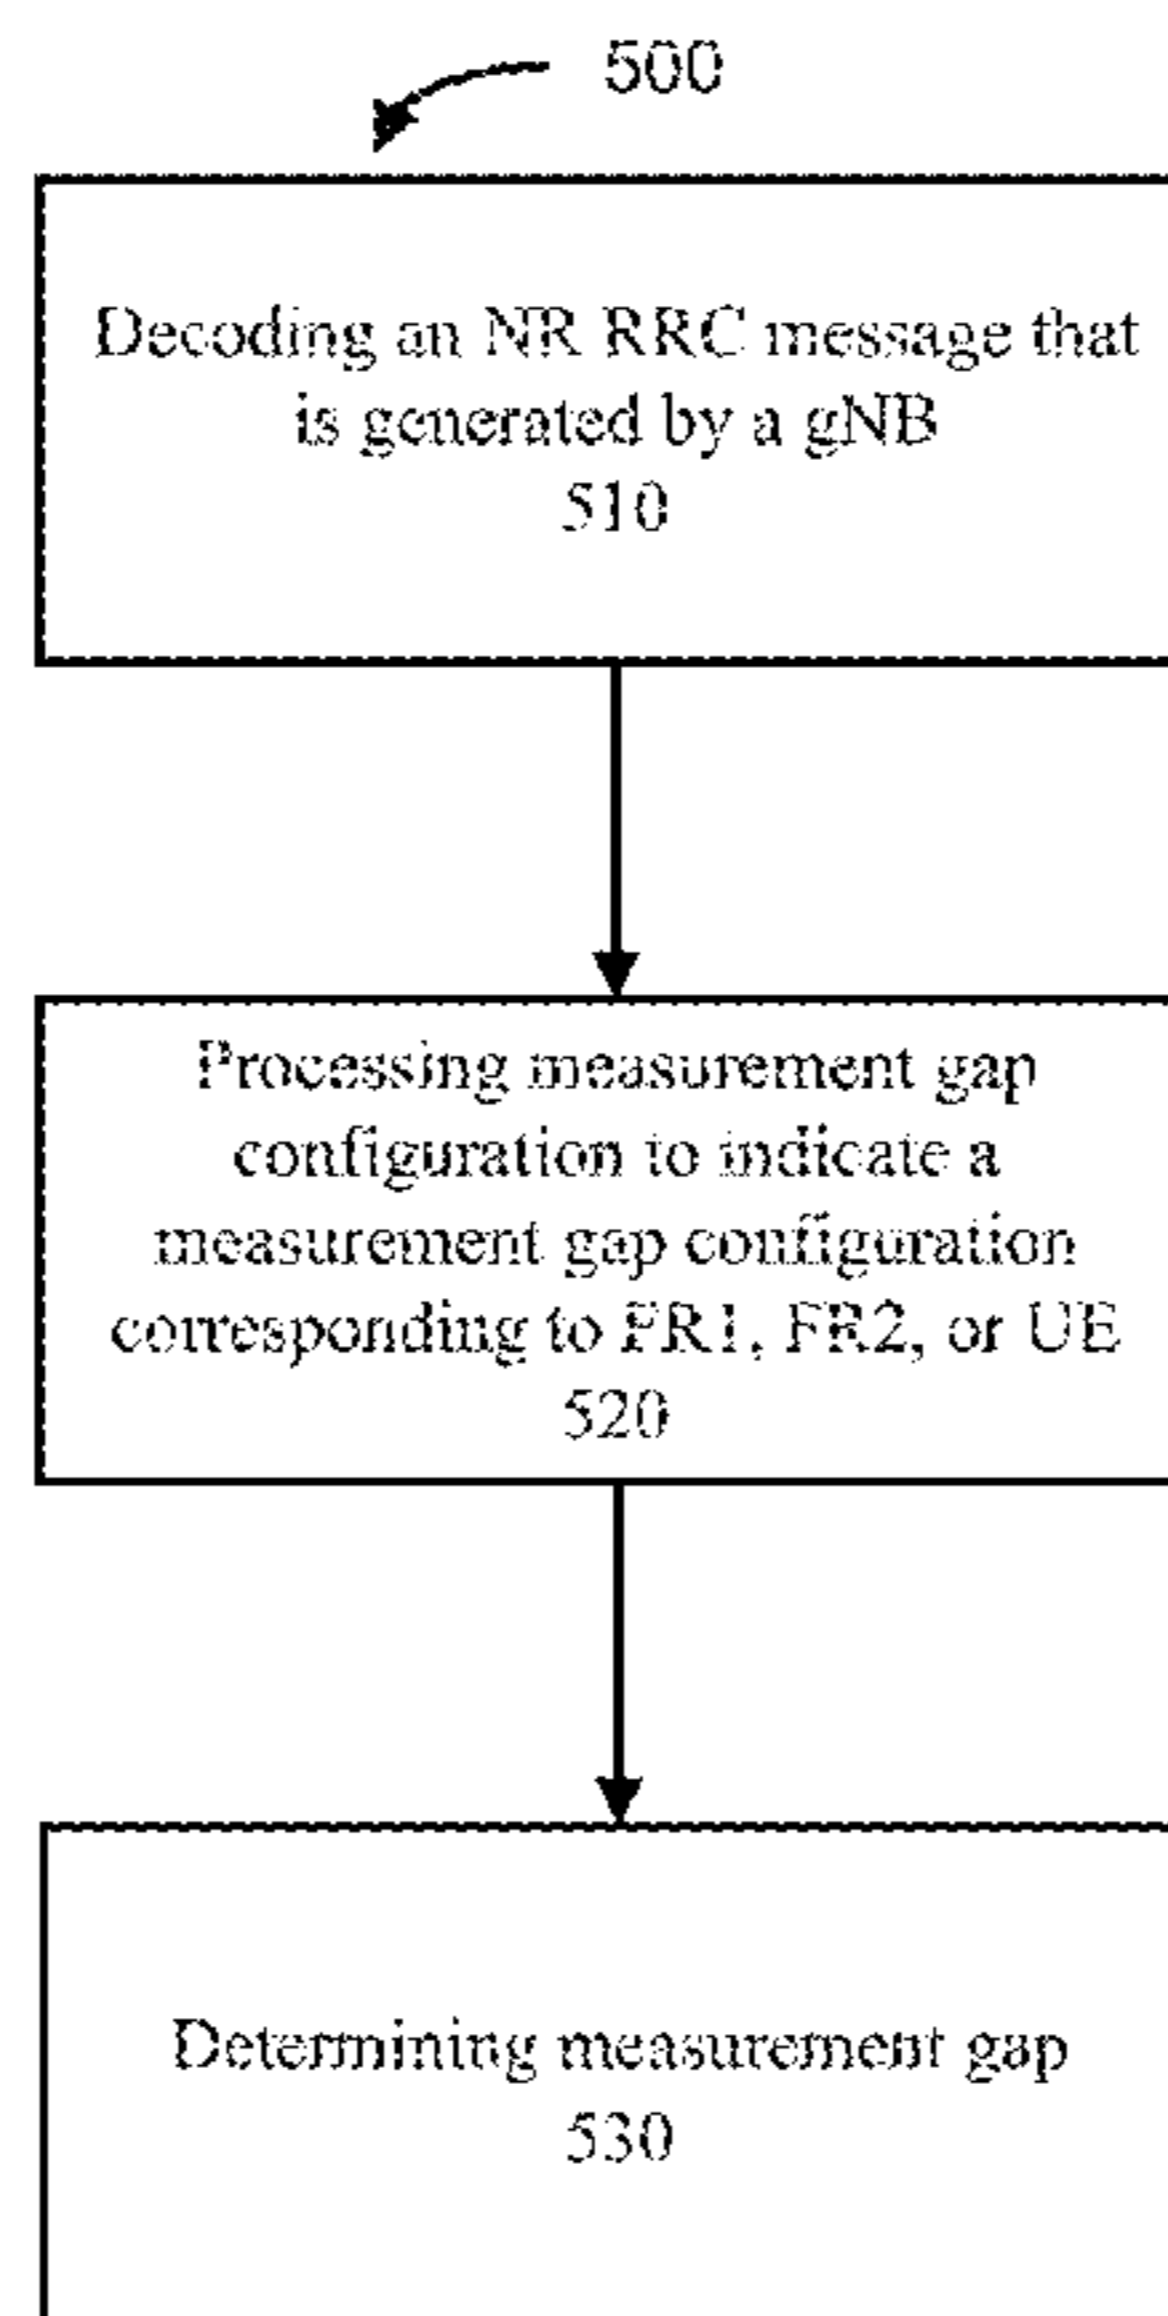 500
Decoding an NR RRC message that
is generated by a gNB
510
Processing measurement gap
configuration to indicate a
measurement gap configuration
corresponding to FR1, FR2, or UE
520
Determining measurement gap
530